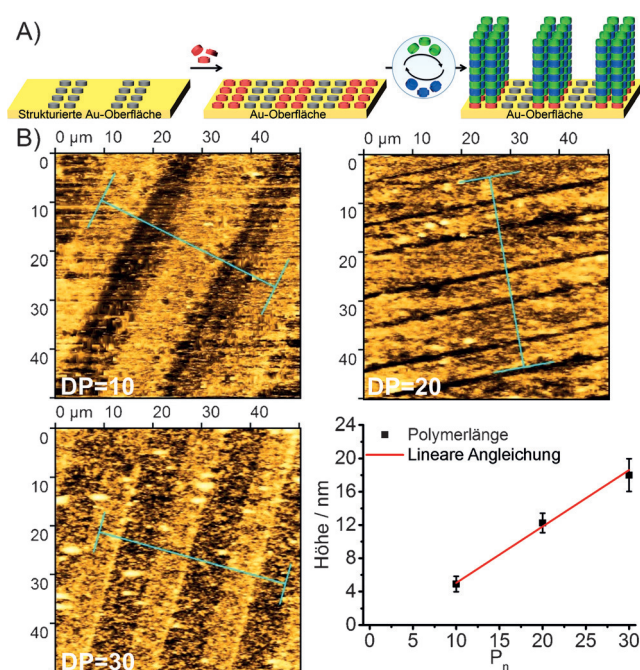 A)
Strukturierte Au-Oberfläche
Au-Oberfläche
Au-Oberfläche
B)
0 µm 10 20 30 40
0
10
20
30
40
DP=10
0 µm 10 20 30 40
0
10
20
30
40
DP=20
0 µm 10 20 30 40
0
10
20
30
40
DP=30
Höhe / nm
24
20
16
12
8
4
0
Polymerlänge
Lineare Angleichung
0 5 10 15 20 25 30
Pn